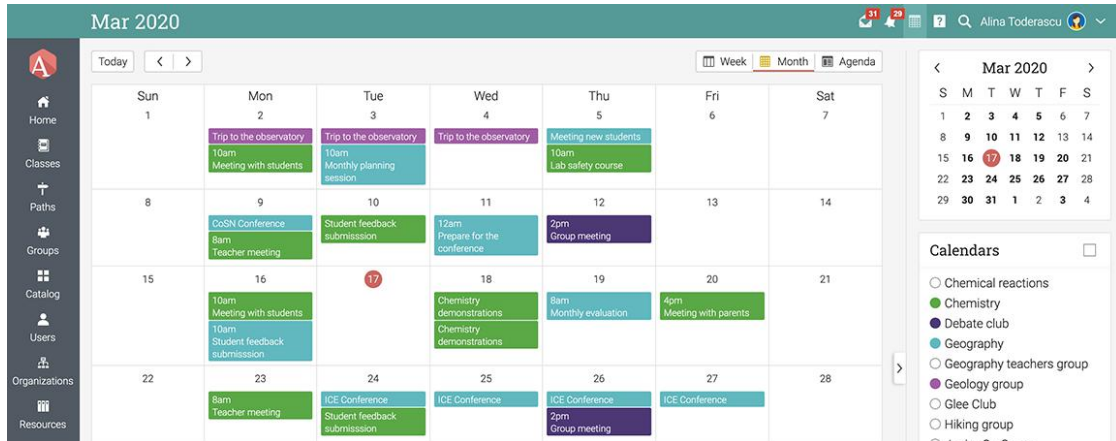 Mar 2020
31
29
?
Alina Toderascu
A
Home
Classes
Paths
Groups
Catalog
Users
Organizations
Resources
Today
Week
Month
Agenda
Sun Mon Tue Wed Thu Fri Sat
1 2 3 4 5 6 7
Trip to the observatory
10am
Meeting with students
Trip to the observatory
10am
Monthly planning
session
Trip to the observatory
Meeting new students
10am
Lab safety course
8 9 10 11 12 13 14
CoSN Conference
8am
Teacher meeting
Student feedback
submisssion
12am
Prepare for the
conference
2pm
Group meeting
15 16 17 18 19 20 21
10am
Meeting with students
10am
Student feedback
submisssion
Chemistry
demonstrations
Chemistry
demonstrations
8am
Monthly evaluation
4pm
Meeting with parents
22 23 24 25 26 27 28
8am
Teacher meeting
ICE Conference
Student feedback
submisssion
ICE Conference
ICE Conference
2pm
Group meeting
ICE Conference
Mar 2020
S M T W T F S
1 2 3 4 5 6 7
8 9 10 11 12 13 14
15 16 17 18 19 20 21
22 23 24 25 26 27 28
29 30 31 1 2 3 4
Calendars
Chemical reactions
Chemistry
Debate club
Geography
Geography teachers group
Geology group
Glee Club
Hiking group